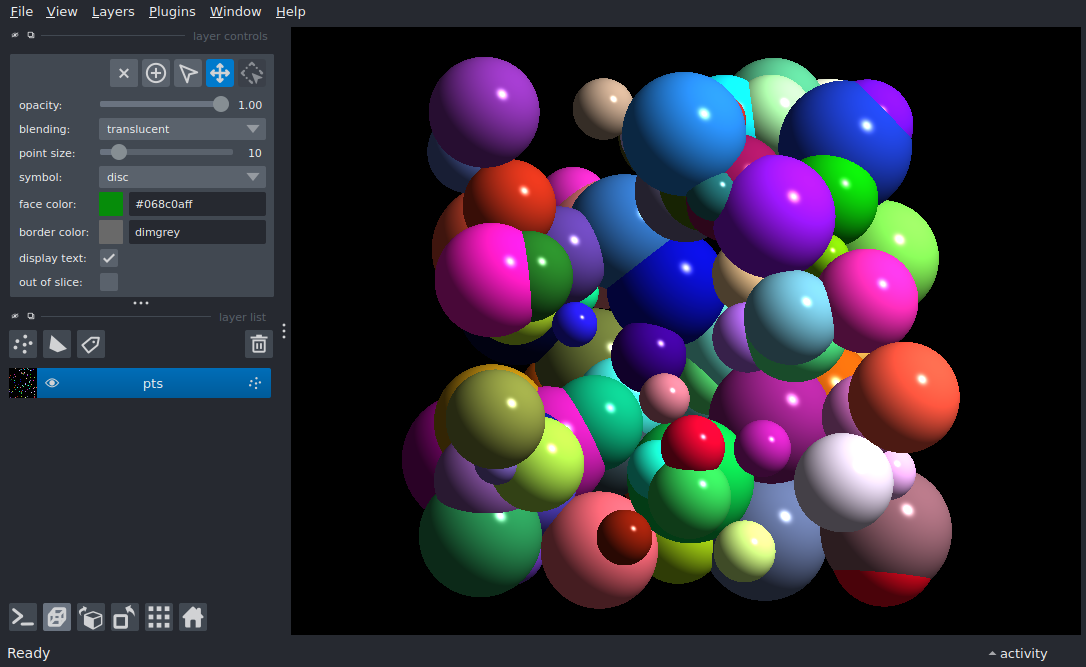 File View Layers Plugins Window Help
layer controls
opacity: 1.00
blending: translucent
point size: 10
symbol: disc
face color: #068c0aff
border color: dimgrey
display text:
out of slice:
layer list
pts
Ready activity